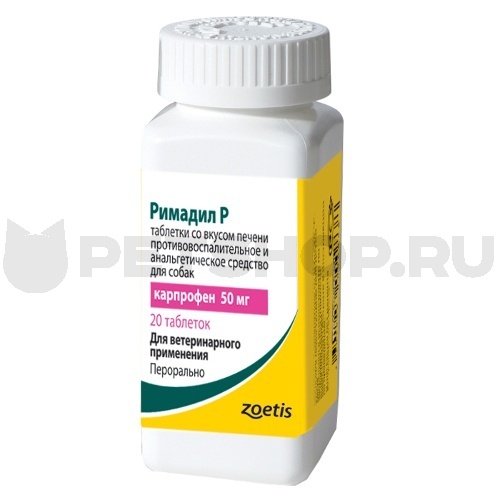 Римадил Р
таблетки со вкусом печени
противовоспалительное и
анальгетическое средство
для собак
карпрофен 50 мг
20 таблеток
Для ветеринарного
применения
Перорально
zoetis
PETSHOP.RU